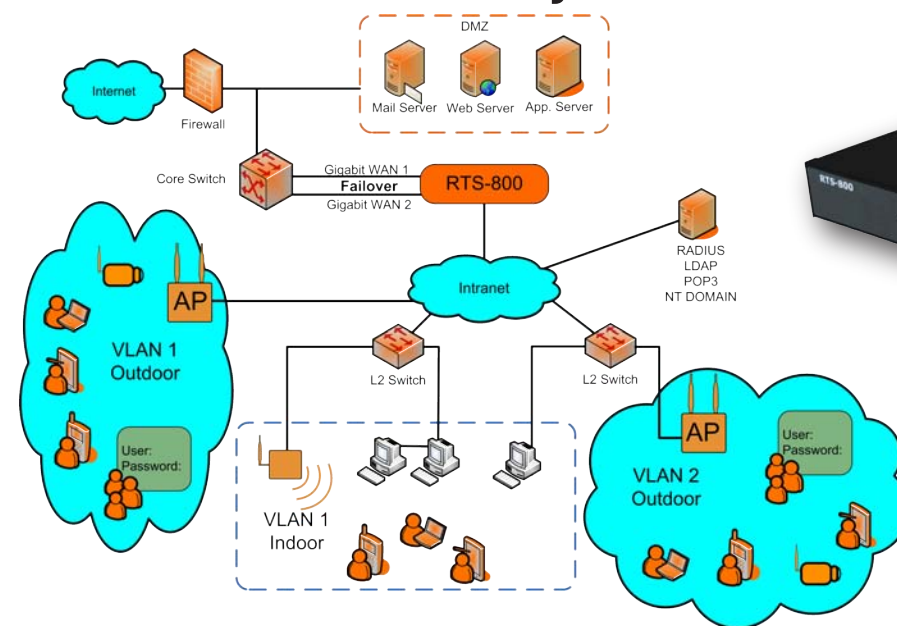 DMZ
Internet
Firewall
Mail Server
Web Server
App. Server
Core Switch
Gigabit WAN 1
Failover
Gigabit WAN 2
RTS-800
RTS-800
RADIUS
LDAP
POP3
NT DOMAIN
Intranet
AP
VLAN 1
Outdoor
L2 Switch
L2 Switch
User:
Password:
VLAN 1
Indoor
AP
User:
Password:
VLAN 2
Outdoor